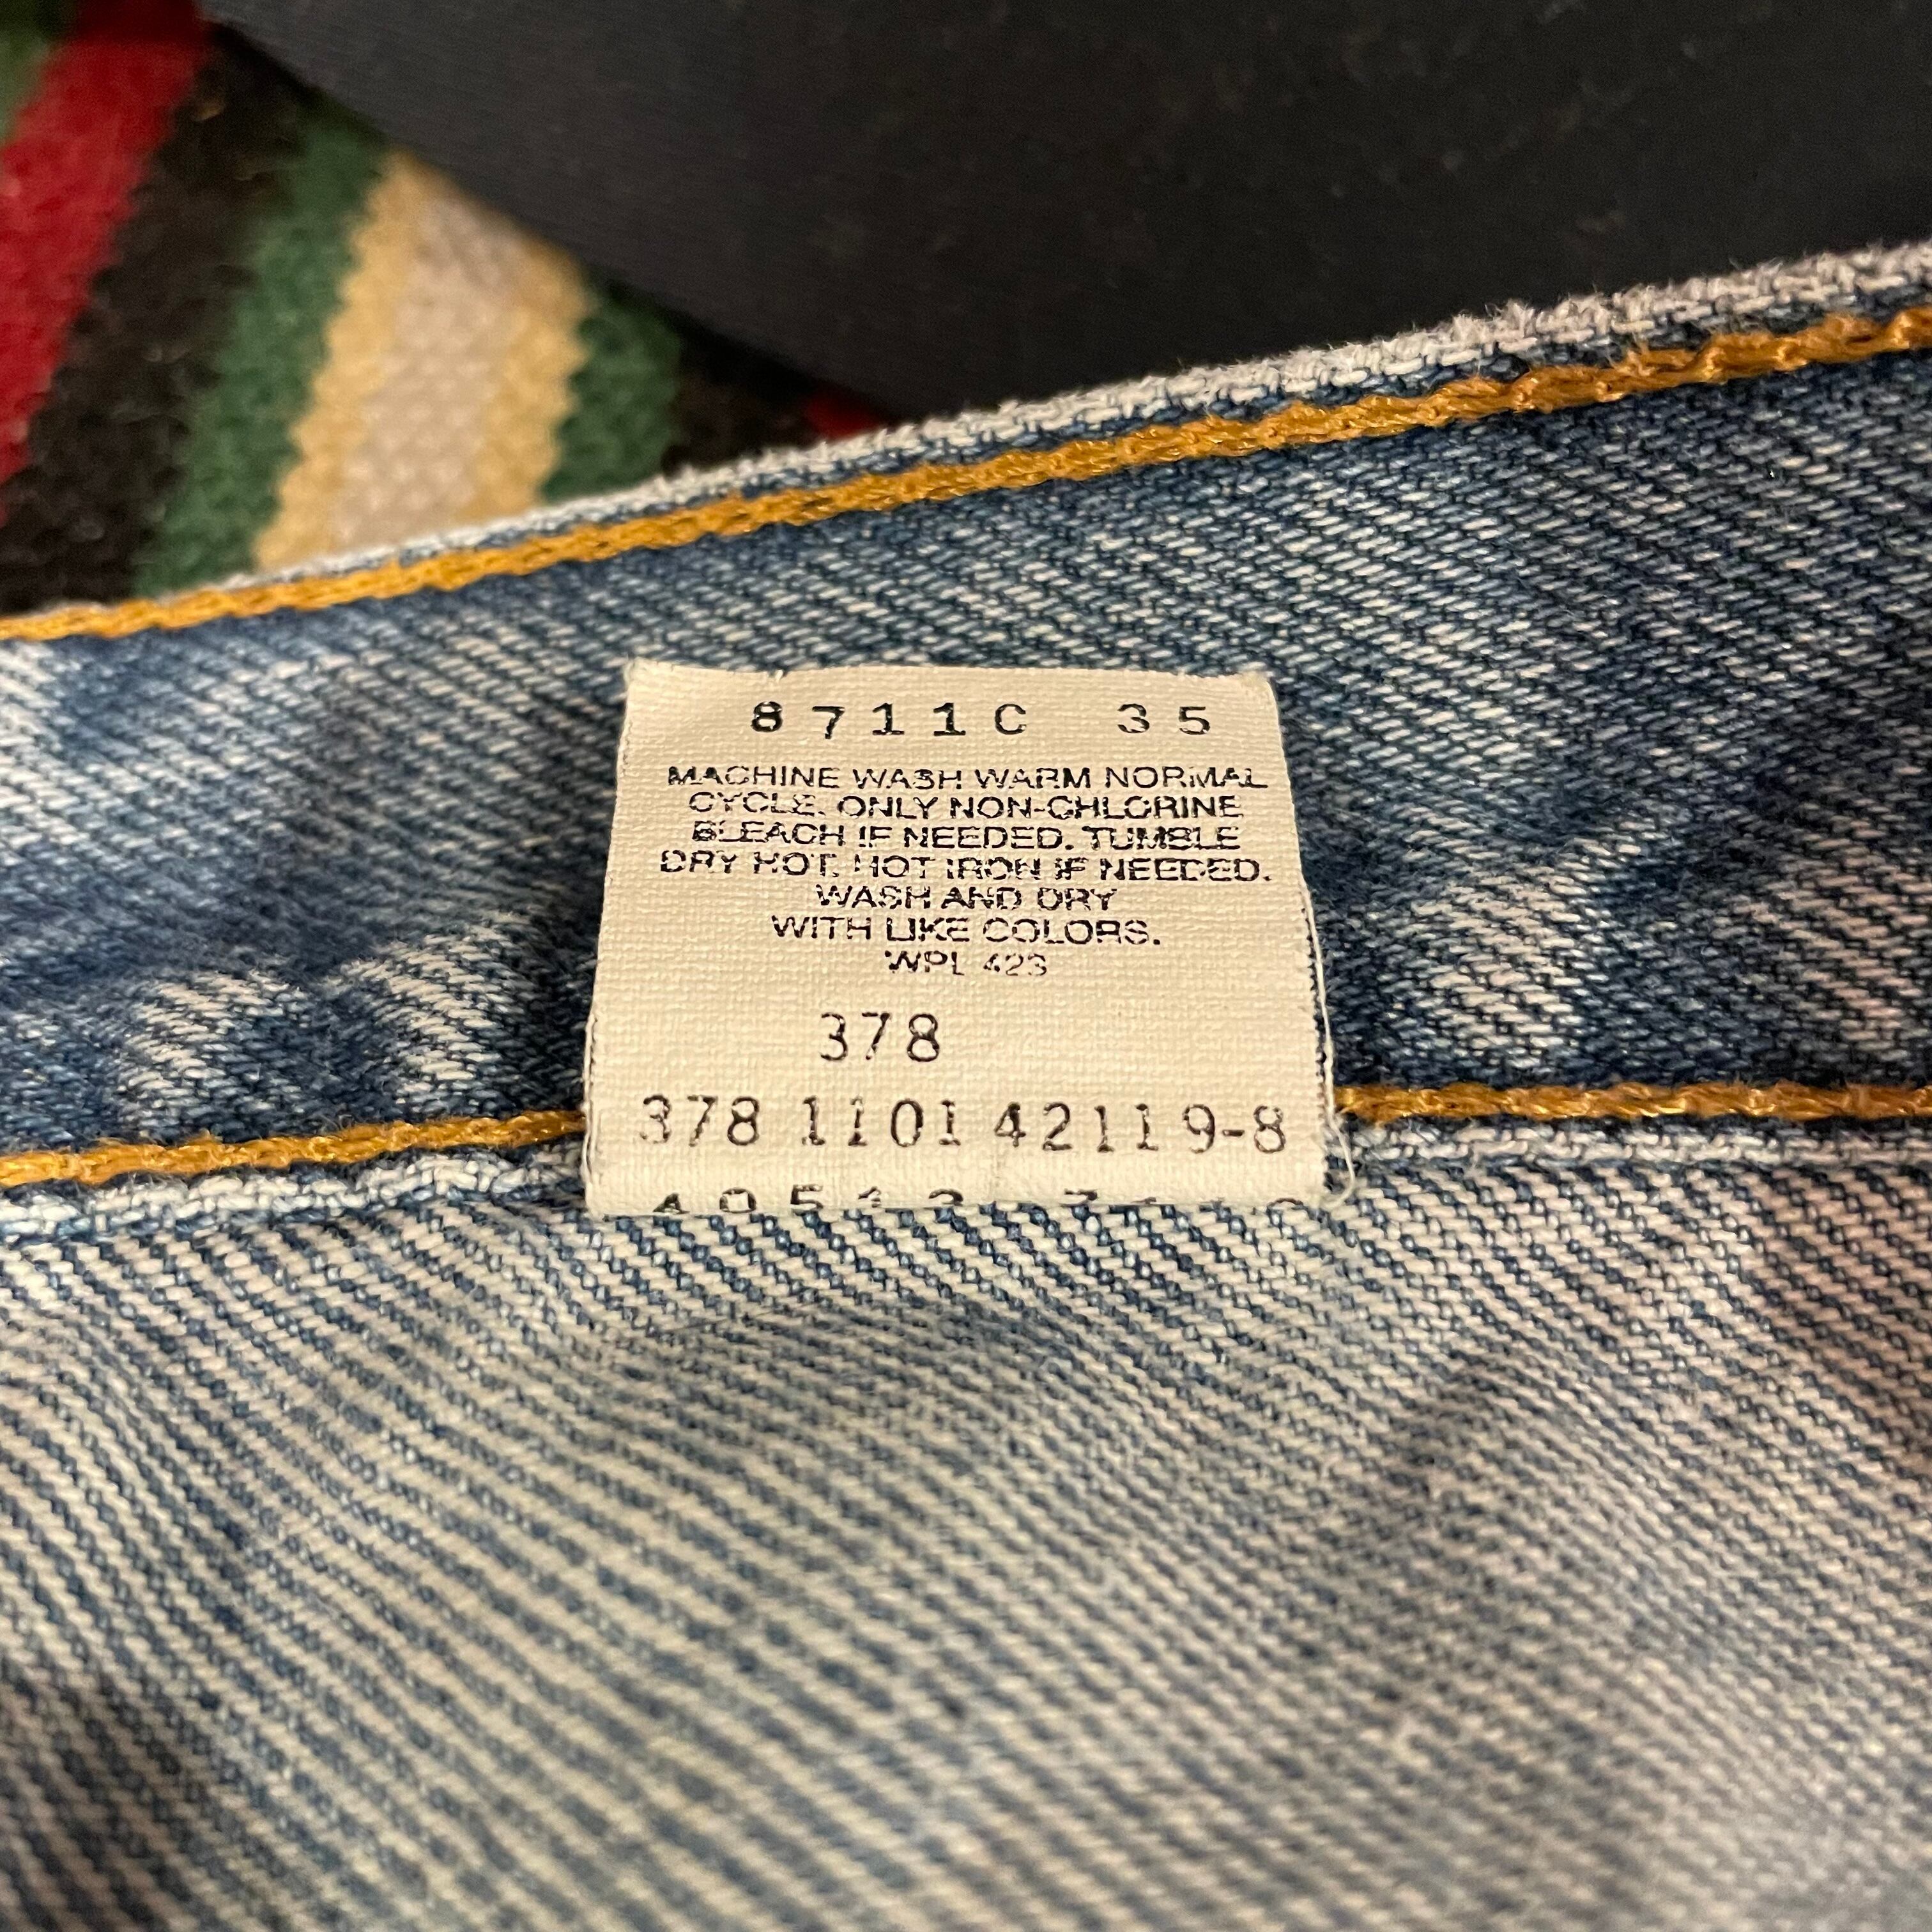 8711C 35
MACHINE WASH WARM NORMAL
CYCLE. ONLY NON-CHLORINE
BLEACH IF NEEDED. TUMBLE
DRY HOT. HOT IRON IF NEEDED.
WASH AND DRY
WITH LIKE COLORS.
WPL 423
378
378 1101 42119-8